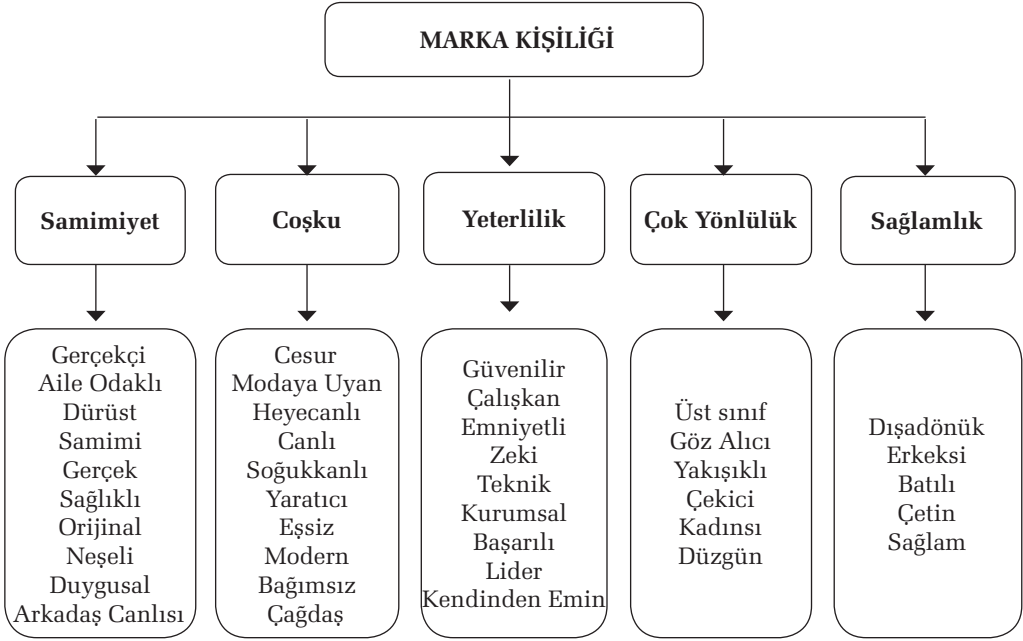 MARKA KİŞİLİĞİ
Samimiyet
Coşku
Yeterlilik
Çok Yönlülük
Sağlamlık
Gerçekçi
Aile Odaklı
Dürüst
Samimi
Gerçek
Sağlıklı
Orijinal
Neşeli
Duygusal
Arkadaş Canlısı
Cesur
Modaya Uyan
Heyecanlı
Canlı
Soğukkanlı
Yaratıcı
Eşsiz
Modern
Bağımsız
Çağdaş
Güvenilir
Çalışkan
Emniyetli
Zeki
Teknik
Kurumsal
Başarılı
Lider
Kendinden Emin
Üst sınıf
Göz Alıcı
Yakışıklı
Çekici
Kadınsı
Düzgün
Dışadönük
Erkeksi
Batılı
Çetin
Sağlam